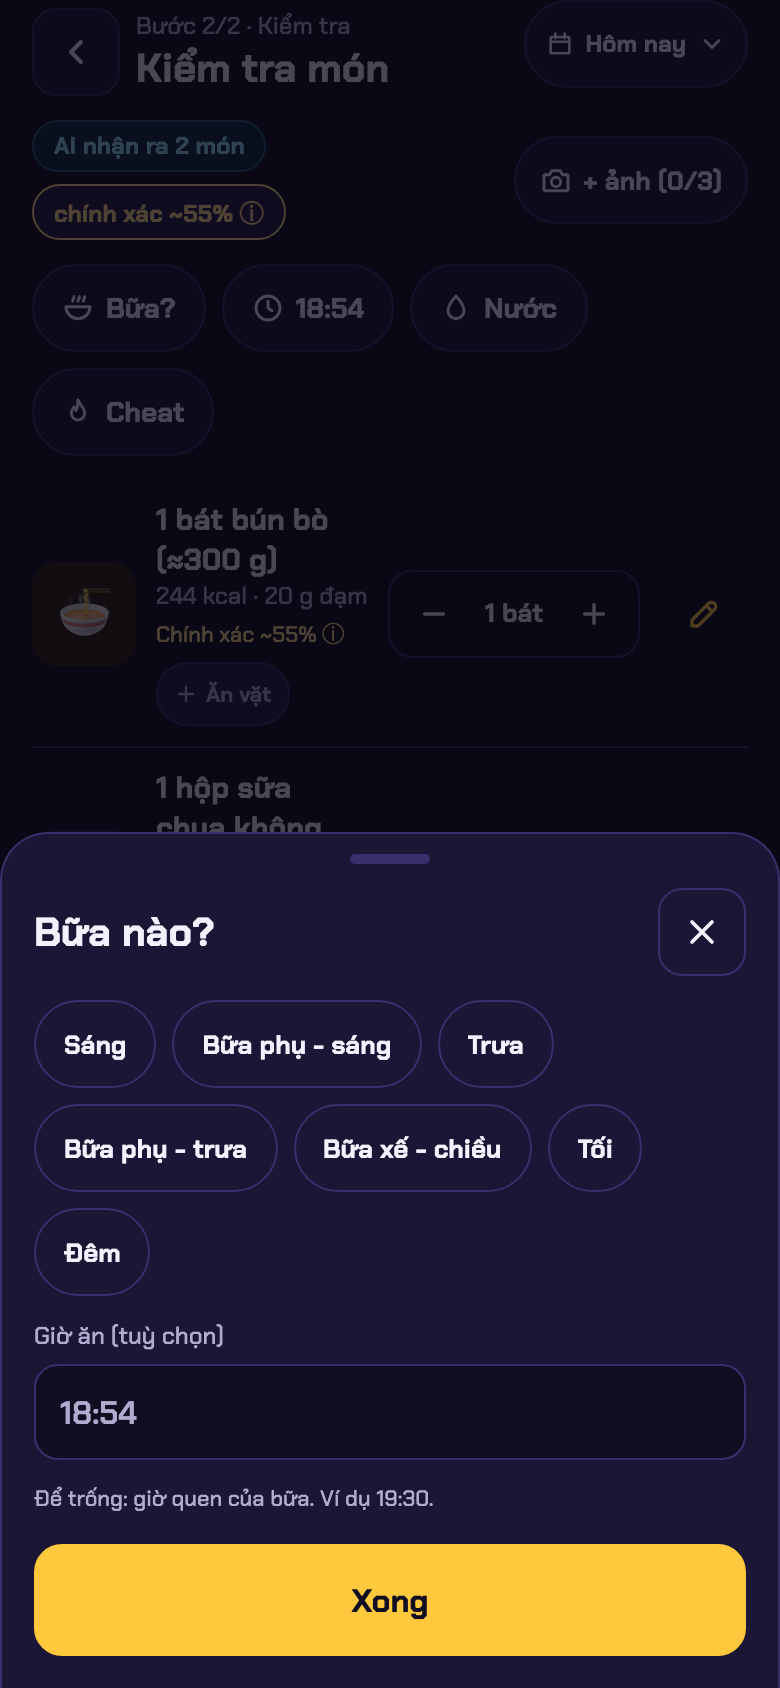 Bước 2/2 · Kiểm tra
Kiểm tra món
Hôm nay
AI nhận ra 2 món
chính xác ~55% ⓘ
+ ảnh (0/3)
Bữa?
18:54
Nước
Cheat
1 bát bún bò
(≈300 g)
244 kcal · 20 g đạm
Chính xác ~55% ⓘ
− 1 bát +
+ Ăn vặt
1 hộp sữa
chua không
Bữa nào?
Sáng
Bữa phụ - sáng
Trưa
Bữa phụ - trưa
Bữa xế - chiều
Tối
Đêm
Giờ ăn (tuỳ chọn)
18:54
Để trống: giờ quen của bữa. Ví dụ 19:30.
Xong